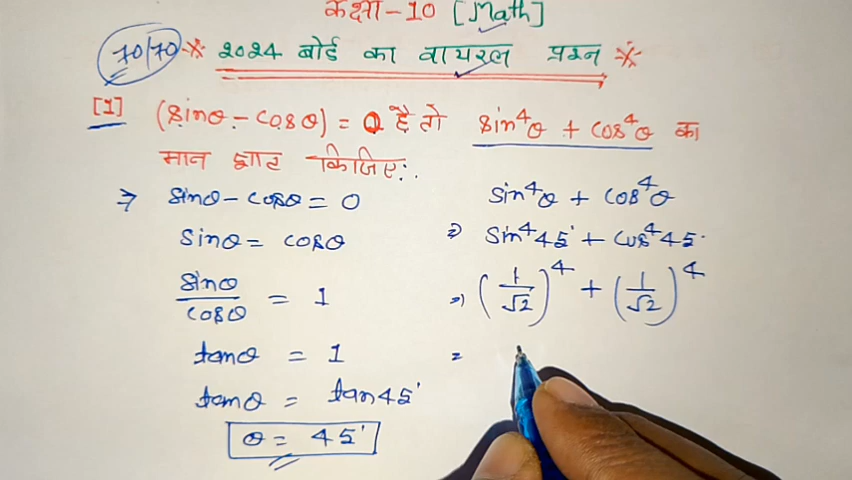 कक्षा-10 [Math]
70/70 * 2024 बोर्ड का वायरल प्रश्न *
[1] (sinθ - cosθ) = 0 है तो sin⁴θ + cos⁴θ का
मान ज्ञात किजिए:.
⇒ sinθ - cosθ = 0
sinθ = cosθ
sinθ/cosθ = 1
tanθ = 1
tanθ = tan45°
θ = 45°
sin⁴θ + cos⁴θ
⇒ sin⁴45° + cos⁴45°
⇒ (1/√2)⁴ + (1/√2)⁴
=